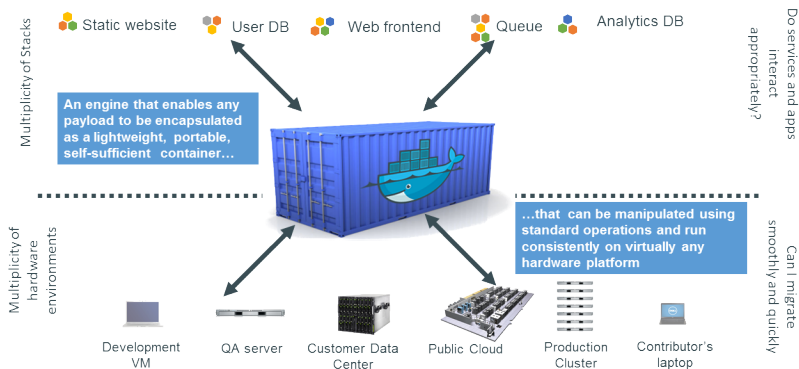 Static website
User DB
Web frontend
Queue
Analytics DB
Multiplicity of Stacks
Do services and apps
interact
appropriately?
An engine that enables any
payload to be encapsulated
as a lightweight, portable,
self-sufficient container…
…that can be manipulated using
standard operations and run
consistently on virtually any
hardware platform
Multiplicity of
hardware
environments
Can I migrate
smoothly and quickly
Development
VM
QA server
Customer Data
Center
Public Cloud
Production
Cluster
Contributor's
laptop